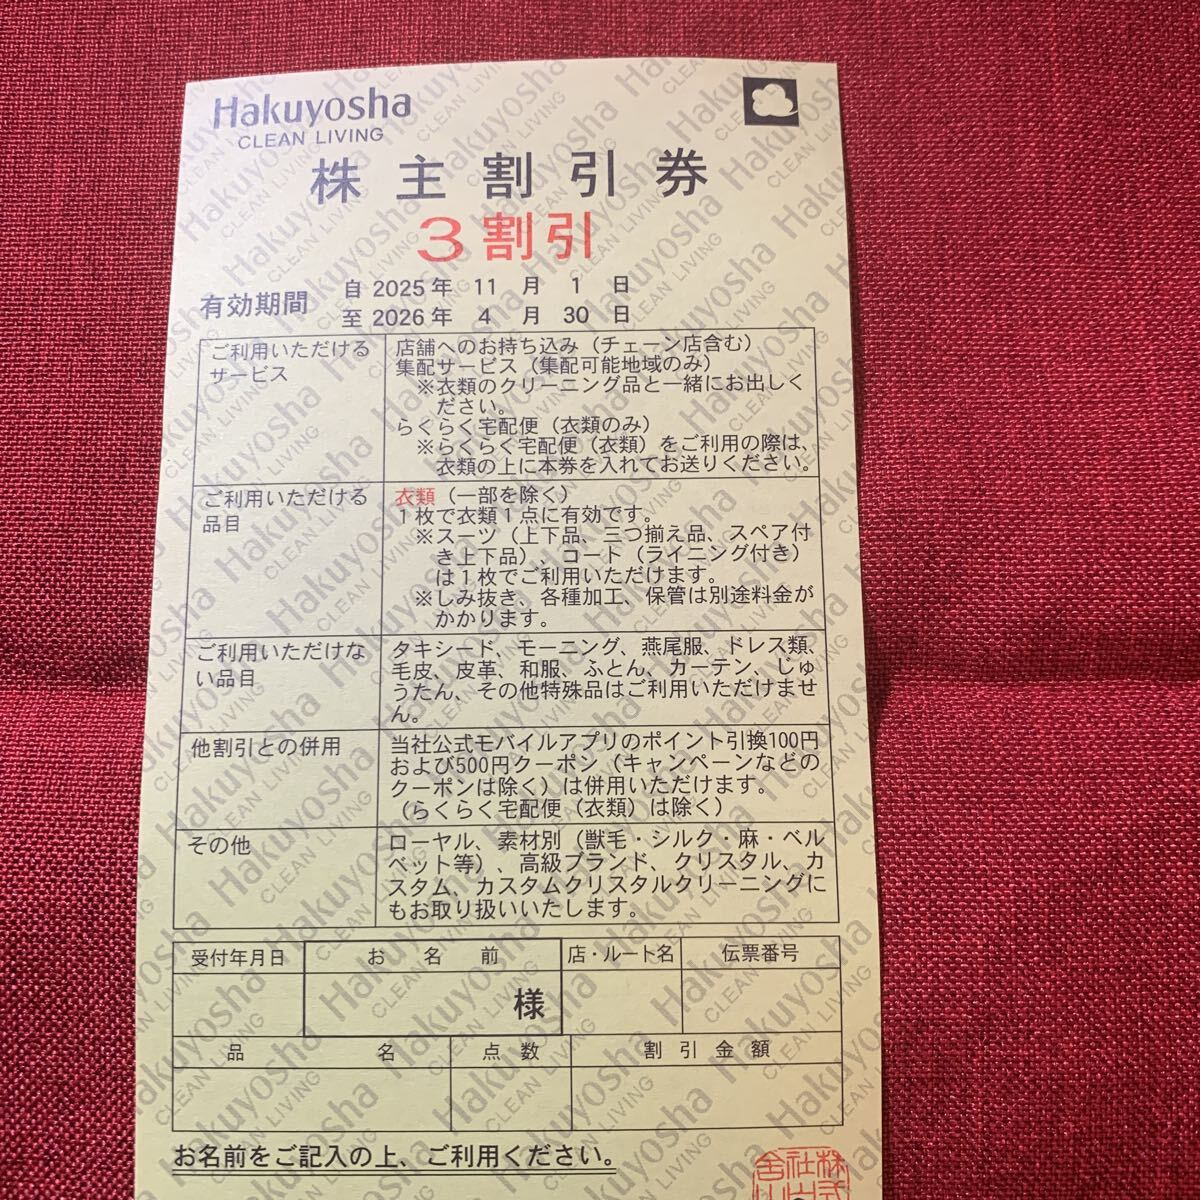 Hakuyosha
CLEAN LIVING
株主割引券
3割引
有効期間
自 2025年 11 月 1 日
至 2026年 4 月 30 日
ご利用いただける
サービス
店舗へのお持ち込み（チェーン店含む）
集配サービス（集配可能地域のみ）
※衣類のクリーニング品と一緒にお出しく
ださい。
らくらく宅配便（衣類のみ）
※らくらく宅配便（衣類）をご利用の際は、
衣類の上に本券を入れてお送りください。
ご利用いただける
品目
衣類（一部を除く）
1枚で衣類1点に有効です。
※スーツ（上下品、三つ揃え品、スペア付
き上下品）、コート（ライニング付き）
は1枚でご利用いただけます。
※しみ抜き、各種加工、保管は別途料金が
かかります。
ご利用いただけな
い品目
タキシード、モーニング、燕尾服、ドレス類、
毛皮、皮革、和服、ふとん、カーテン、じゅ
うたん、その他特殊品はご利用いただけませ
ん。
他割引との併用
当社公式モバイルアプリのポイント引換100円
および500円クーポン（キャンペーンなどの
クーポンは除く）は併用いただけます。
（らくらく宅配便（衣類）は除く）
その他
ローヤル、素材別（獣毛・シルク・麻・ベル
ベット等）、高級ブランド、クリスタル、カ
スタム、カスタムクリスタルクリーニングに
もお取り扱いいたします。
受付年月日
お名前
店・ルート名
伝票番号
様
品名
点数
割引金額
お名前をご記入の上、ご利用ください。